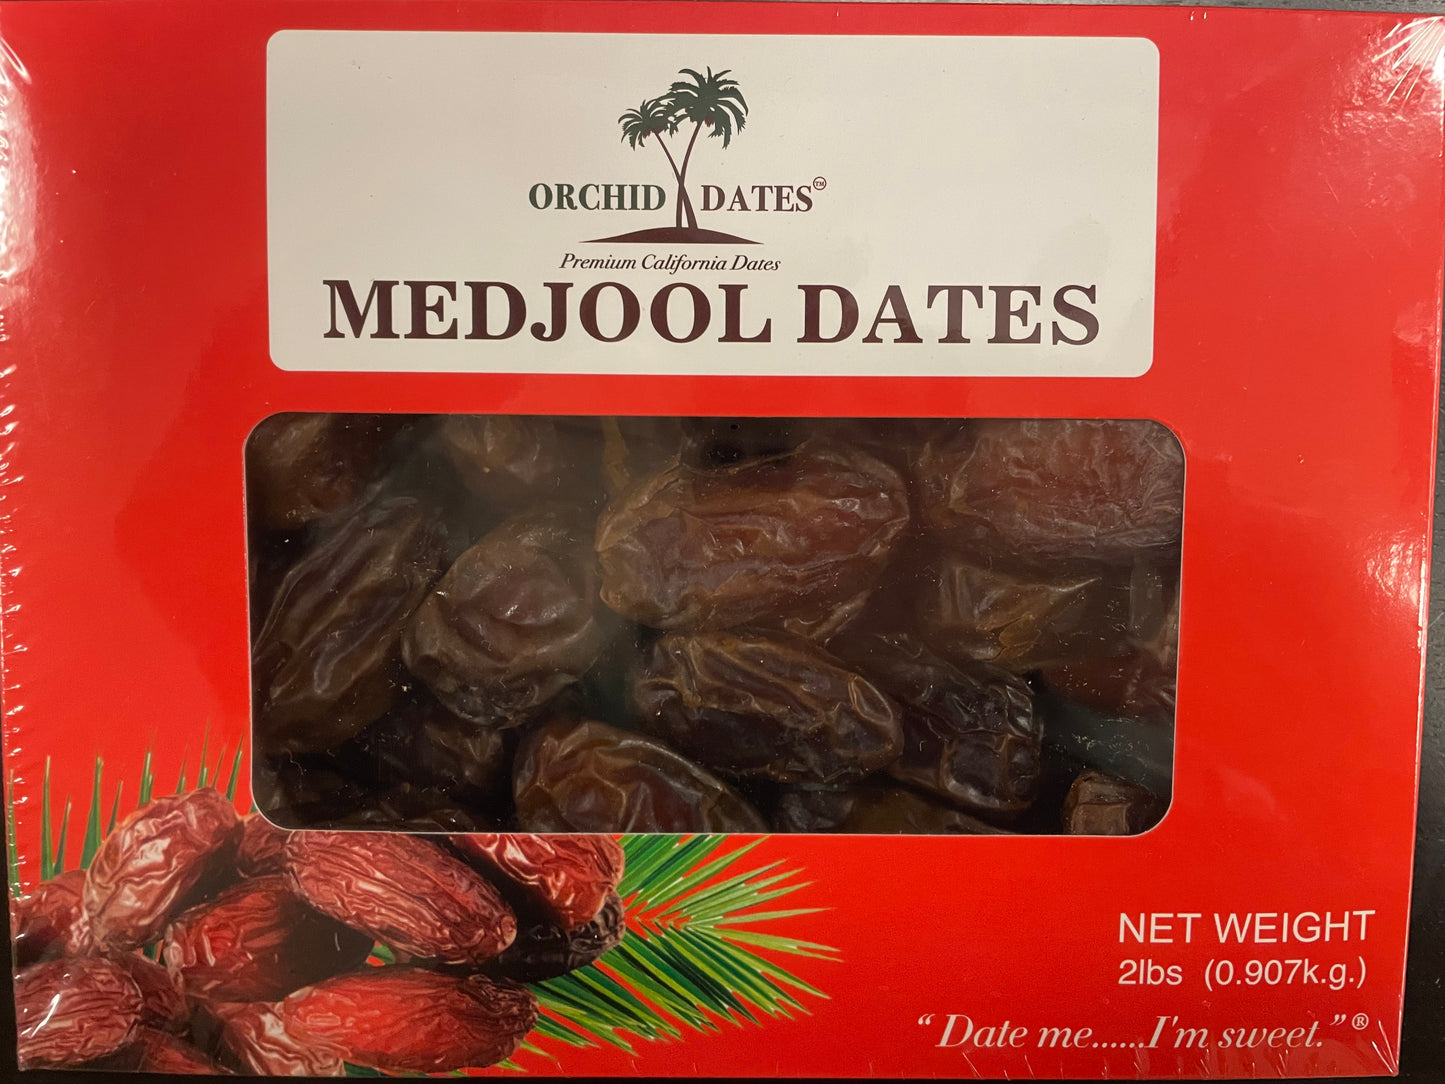 ORCHID DATES™
Premium California Dates
MEDJOOL DATES
NET WEIGHT
2lbs (0.907k.g.)
“Date me......I'm sweet.”®